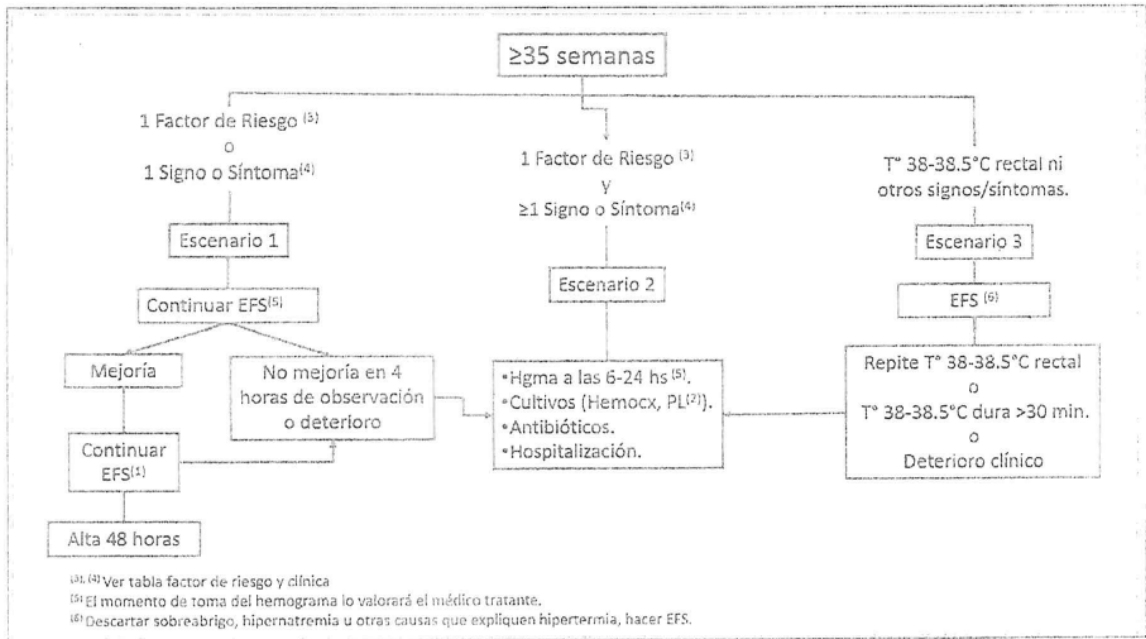 ≥35 semanas
1 Factor de Riesgo (3)
o
1 Signo o Síntoma(4)
Escenario 1
Continuar EFS(5)
Mejoría
No mejoría en 4
horas de observación
o deterioro
Continuar
EFS(1)
Alta 48 horas
1 Factor de Riesgo (3)
y
≥1 Signo o Síntoma(4)
Escenario 2
•Hgma a las 6-24 hs (5).
•Cultivos (Hemocx, PL(2)).
•Antibióticos.
•Hospitalización.
T° 38-38.5°C rectal ni
otros signos/síntomas.
Escenario 3
EFS (6)
Repite T° 38-38.5°C rectal
o
T° 38-38.5°C dura >30 min.
o
Deterioro clínico
(3), (4) Ver tabla factor de riesgo y clínica
(5) El momento de toma del hemograma lo valorará el médico tratante.
(6) Descartar sobreabrigo, hipernatremia u otras causas que expliquen hipertermia, hacer EFS.